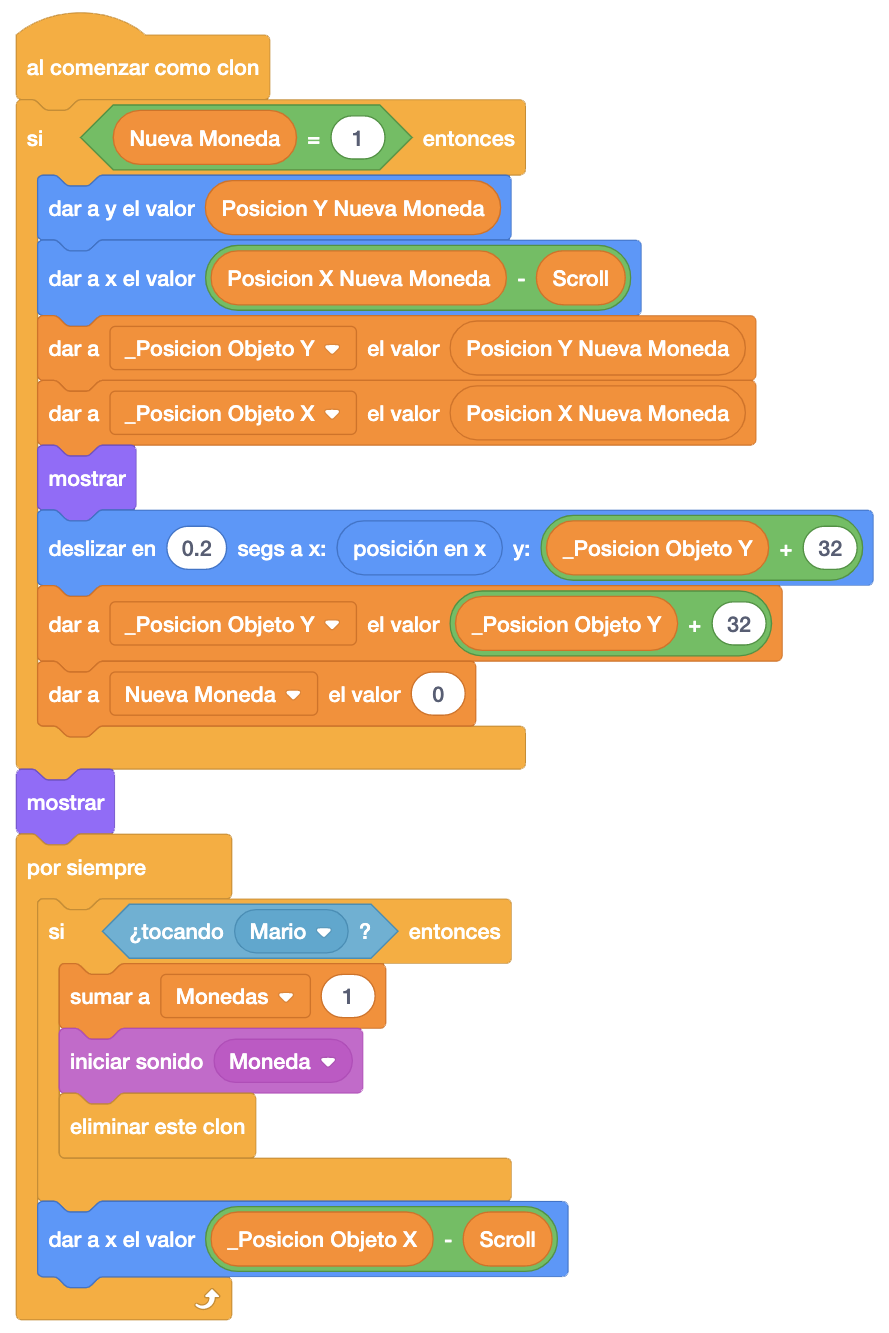 al comenzar como clon
si Nueva Moneda = 1 entonces
dar a y el valor Posicion Y Nueva Moneda
dar a x el valor Posicion X Nueva Moneda - Scroll
dar a _Posicion Objeto Y el valor Posicion Y Nueva Moneda
dar a _Posicion Objeto X el valor Posicion X Nueva Moneda
mostrar
deslizar en 0.2 segs a x: posición en x y: _Posicion Objeto Y + 32
dar a _Posicion Objeto Y el valor _Posicion Objeto Y + 32
dar a Nueva Moneda el valor 0
mostrar
por siempre
si ¿tocando Mario ? entonces
sumar a Monedas 1
iniciar sonido Moneda
eliminar este clon
dar a x el valor _Posicion Objeto X - Scroll